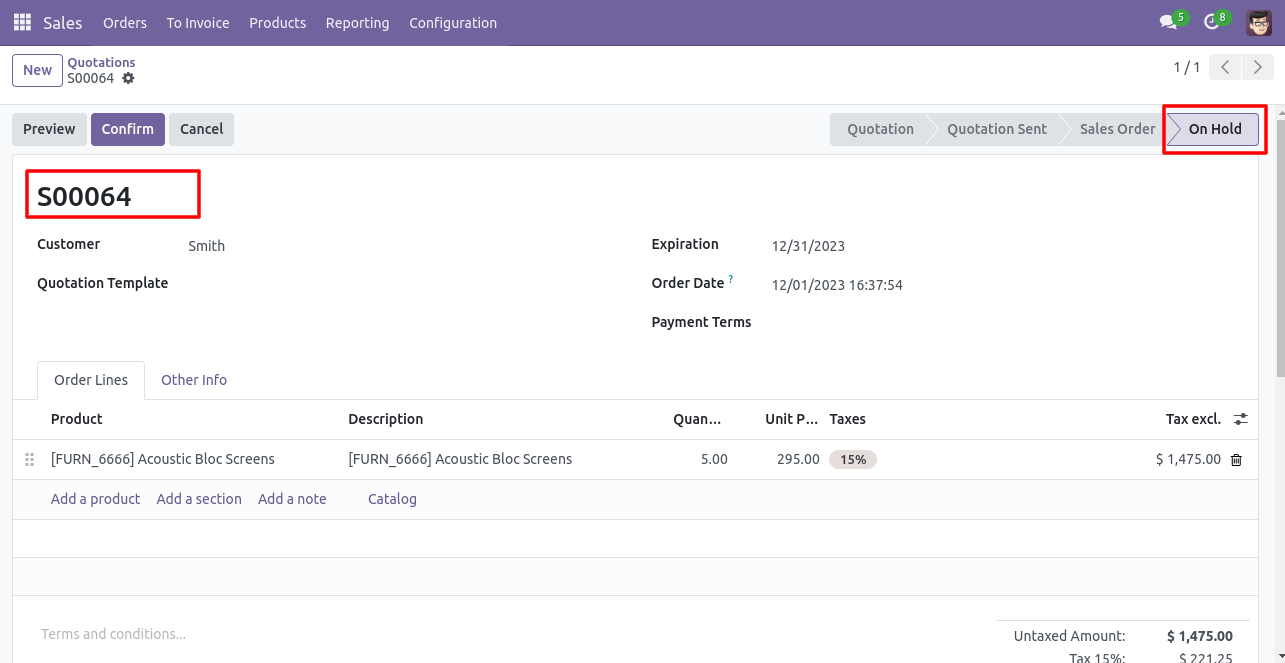 Sales Orders To Invoice Products Reporting Configuration 5 8
New Quotations 1 / 1
S00064
Preview Confirm Cancel Quotation Quotation Sent Sales Order On Hold
S00064
Customer Smith Expiration 12/31/2023
Quotation Template Order Date ? 12/01/2023 16:37:54
Payment Terms
Order Lines Other Info
Product Description Quan... Unit P... Taxes Tax excl.
[FURN_6666] Acoustic Bloc Screens [FURN_6666] Acoustic Bloc Screens 5.00 295.00 15% $ 1,475.00
Add a product Add a section Add a note Catalog
Terms and conditions... Untaxed Amount: $ 1,475.00
Tax 15%: $ 221.25